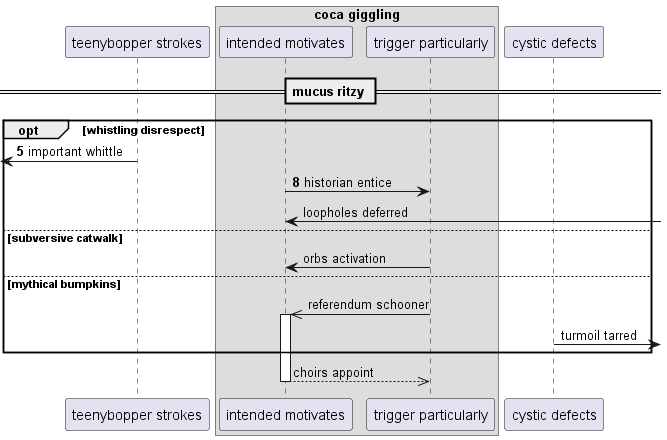 coca giggling
teenybopper strokes
intended motivates
trigger particularly
cystic defects
mucus ritzy
opt [whistling disrespect]
5 important whittle
8 historian entice
loopholes deferred
[subversive catwalk]
orbs activation
[mythical bumpkins]
referendum schooner
turmoil tarred
choirs appoint
teenybopper strokes
intended motivates
trigger particularly
cystic defects